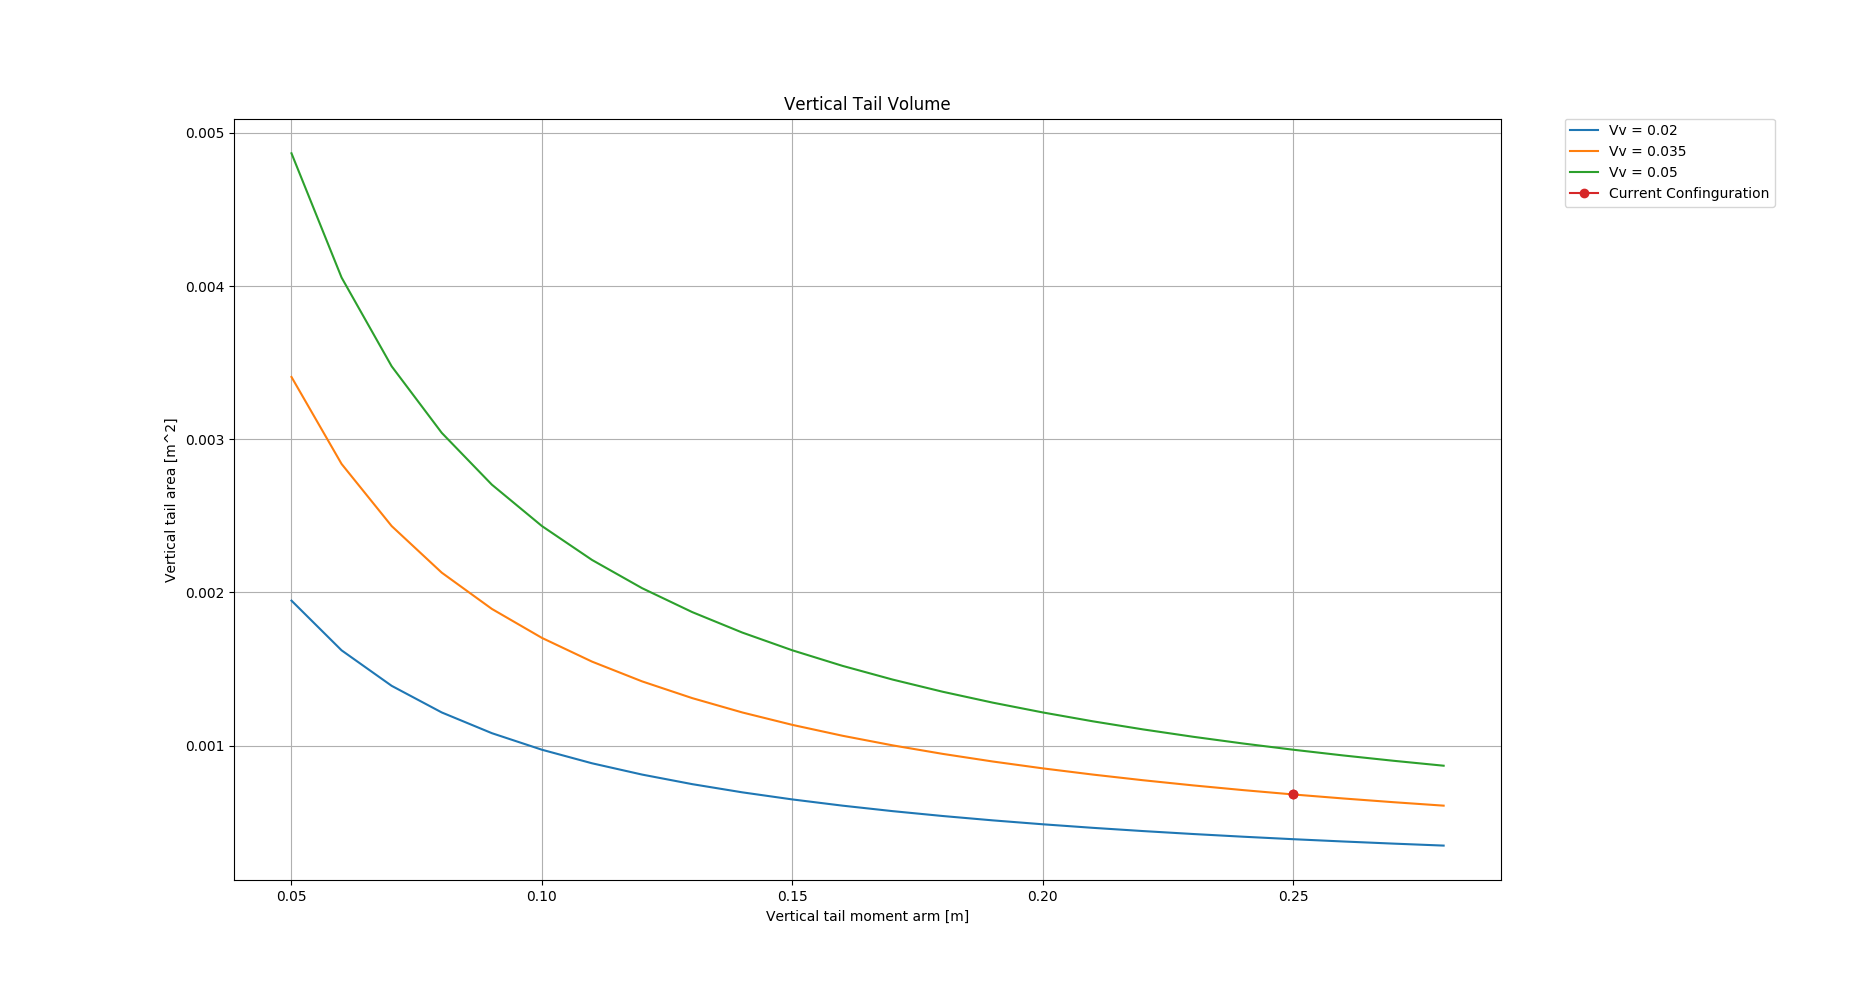 Vertical Tail Volume
Vv = 0.02
Vv = 0.035
Vv = 0.05
Current Confinguration
Vertical tail area [m^2]
0.005
0.004
0.003
0.002
0.001
0.05 0.10 0.15 0.20 0.25
Vertical tail moment arm [m]